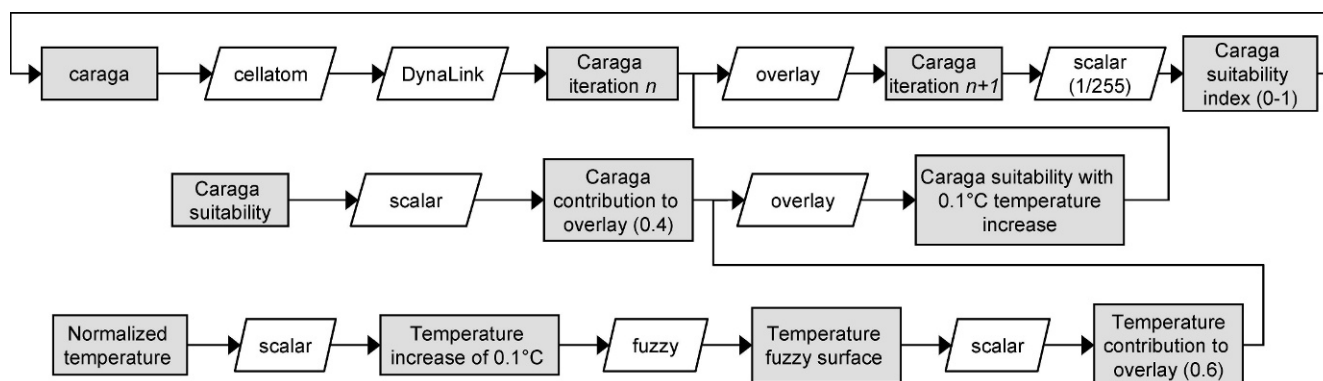 caraga
cellatom
DynaLink
Caraga
iteration n
overlay
Caraga
iteration n+1
scalar
(1/255)
Caraga
suitability
index (0-1)
Caraga
suitability
scalar
Caraga
contribution to
overlay (0.4)
overlay
Caraga suitability with
0.1°C temperature
increase
Normalized
temperature
scalar
Temperature
increase of 0.1°C
fuzzy
Temperature
fuzzy surface
scalar
Temperature
contribution to
overlay (0.6)